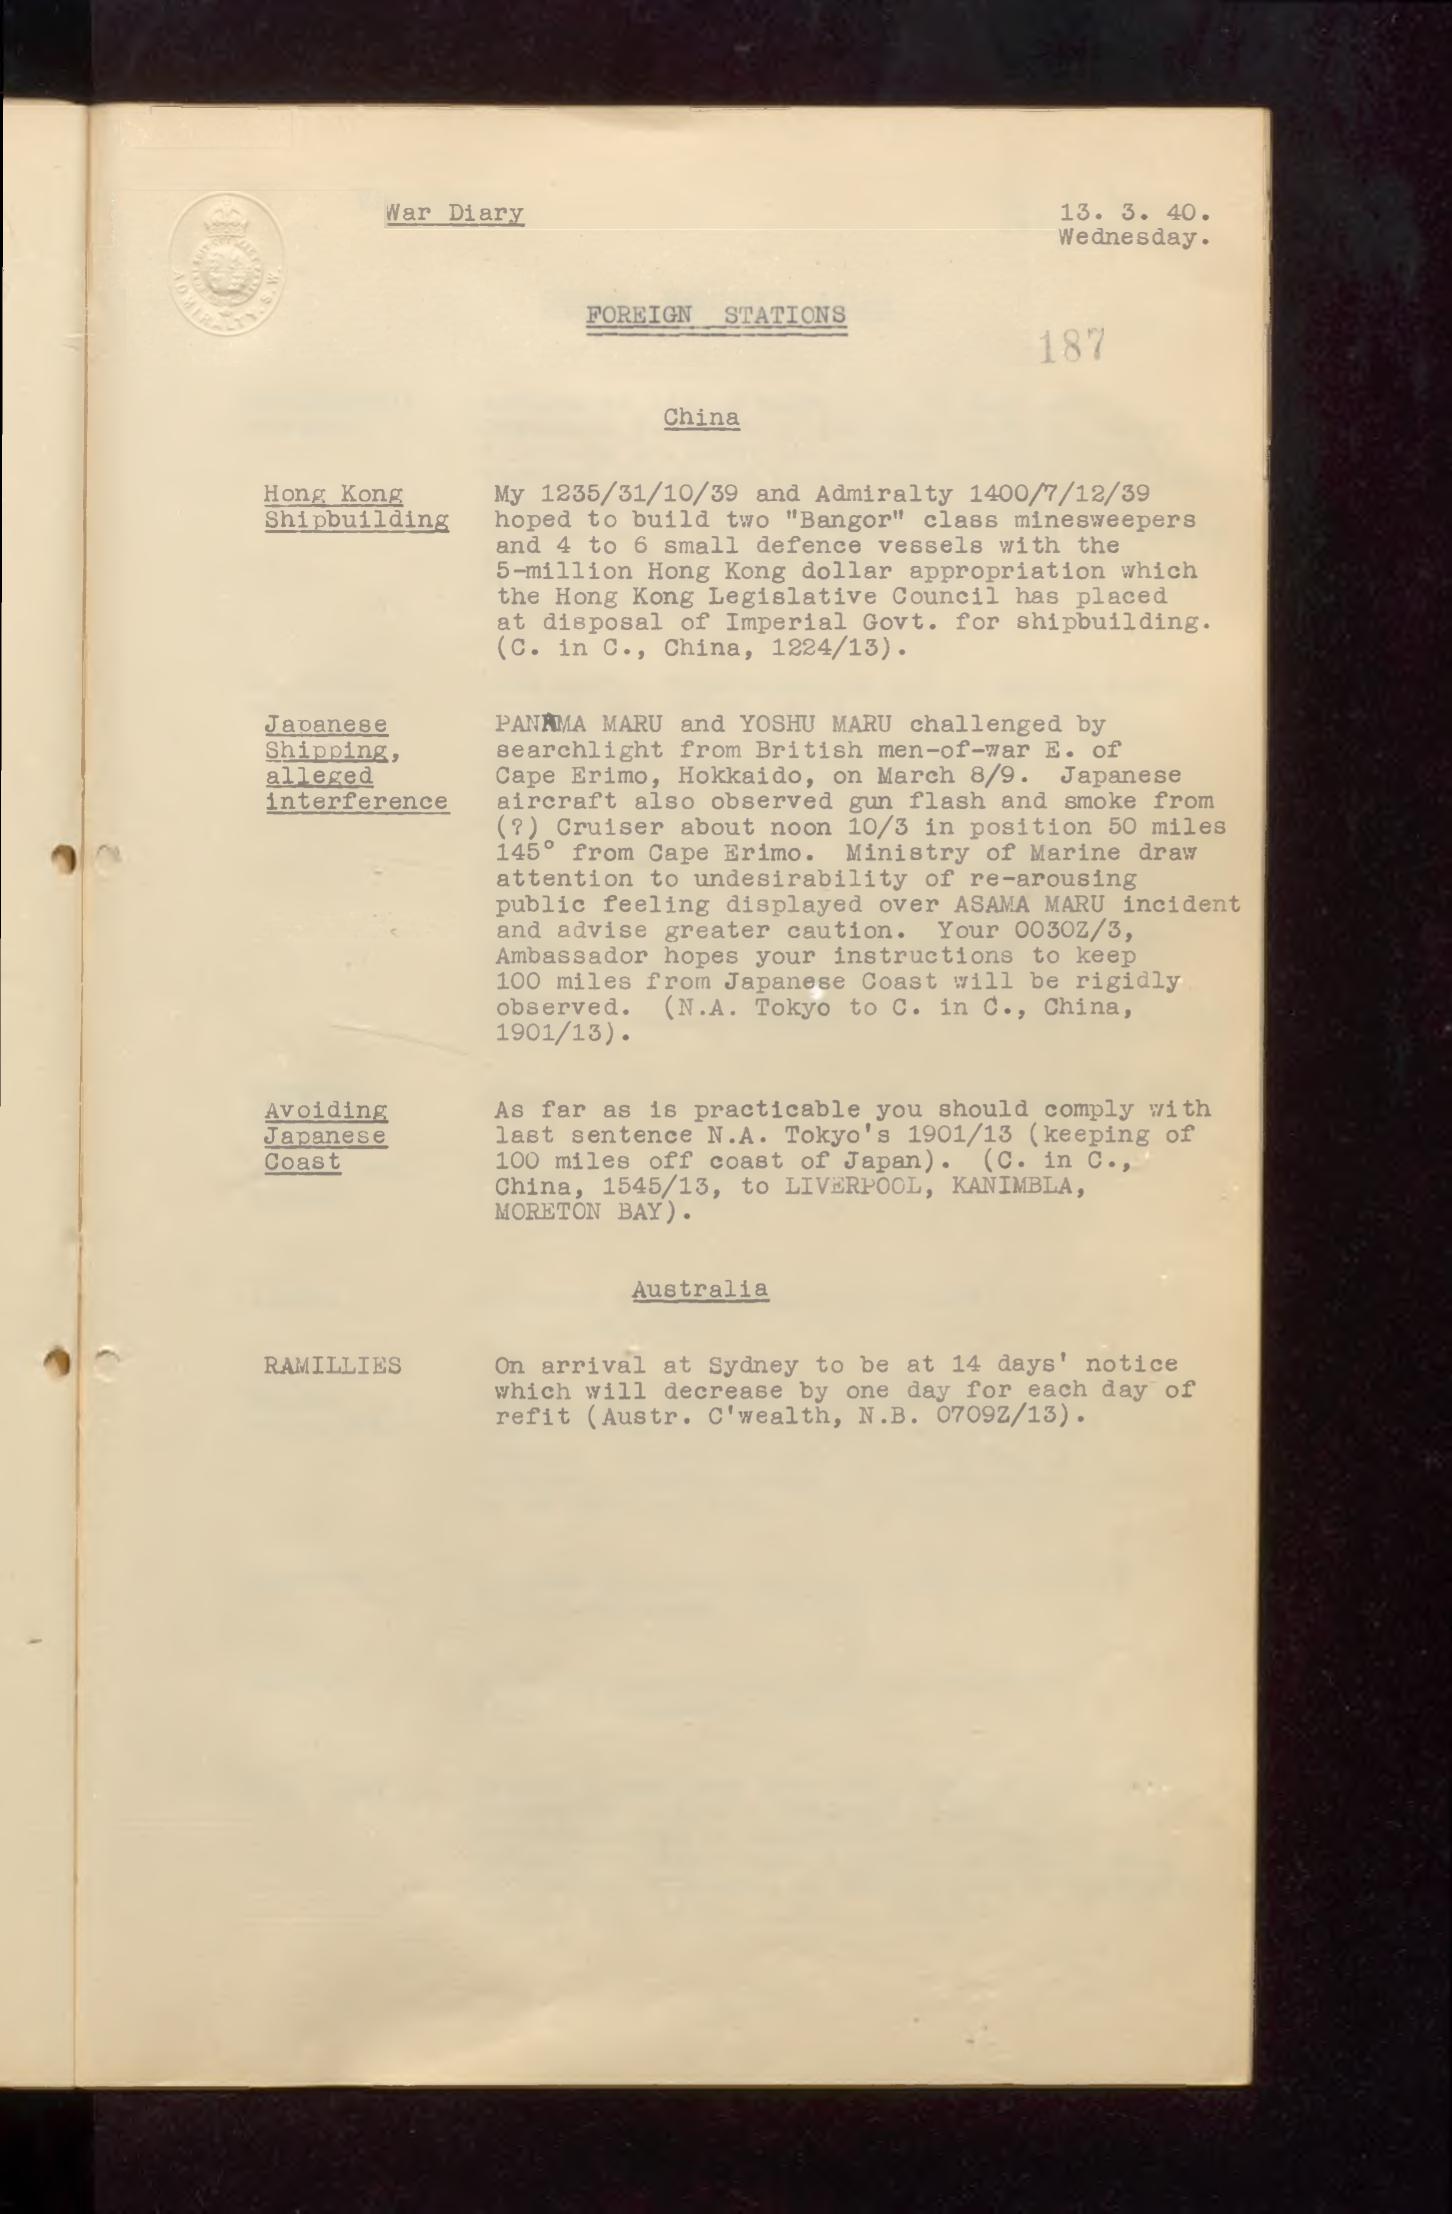 War Diary
13. 3. 40.
Wednesday.
ADMIRALTY. S.W.
FOREIGN STATIONS
187
China
Hong Kong
Shipbuilding
My 1235/31/10/39 and Admiralty 1400/7/12/39
hoped to build two "Bangor" class minesweepers
and 4 to 6 small defence vessels with the
5-million Hong Kong dollar appropriation which
the Hong Kong Legislative Council has placed
at disposal of Imperial Govt. for shipbuilding.
(C. in C., China, 1224/13).
Japanese
Shipping,
alleged
interference
PANAMA MARU and YOSHU MARU challenged by
searchlight from British men-of-war E. of
Cape Erimo, Hokkaido, on March 8/9. Japanese
aircraft also observed gun flash and smoke from
(?) Cruiser about noon 10/3 in position 50 miles
145° from Cape Erimo. Ministry of Marine draw
attention to undesirability of re-arousing
public feeling displayed over ASAMA MARU incident
and advise greater caution. Your 0030Z/3,
Ambassador hopes your instructions to keep
100 miles from Japanese Coast will be rigidly
observed. (N.A. Tokyo to C. in C., China,
1901/13).
Avoiding
Japanese
Coast
As far as is practicable you should comply with
last sentence N.A. Tokyo's 1901/13 (keeping of
100 miles off coast of Japan). (C. in C.,
China, 1545/13, to LIVERPOOL, KANIMBLA,
MORETON BAY).
Australia
RAMILLIES
On arrival at Sydney to be at 14 days' notice
which will decrease by one day for each day of
refit (Austr. C'wealth, N.B. 0709Z/13).